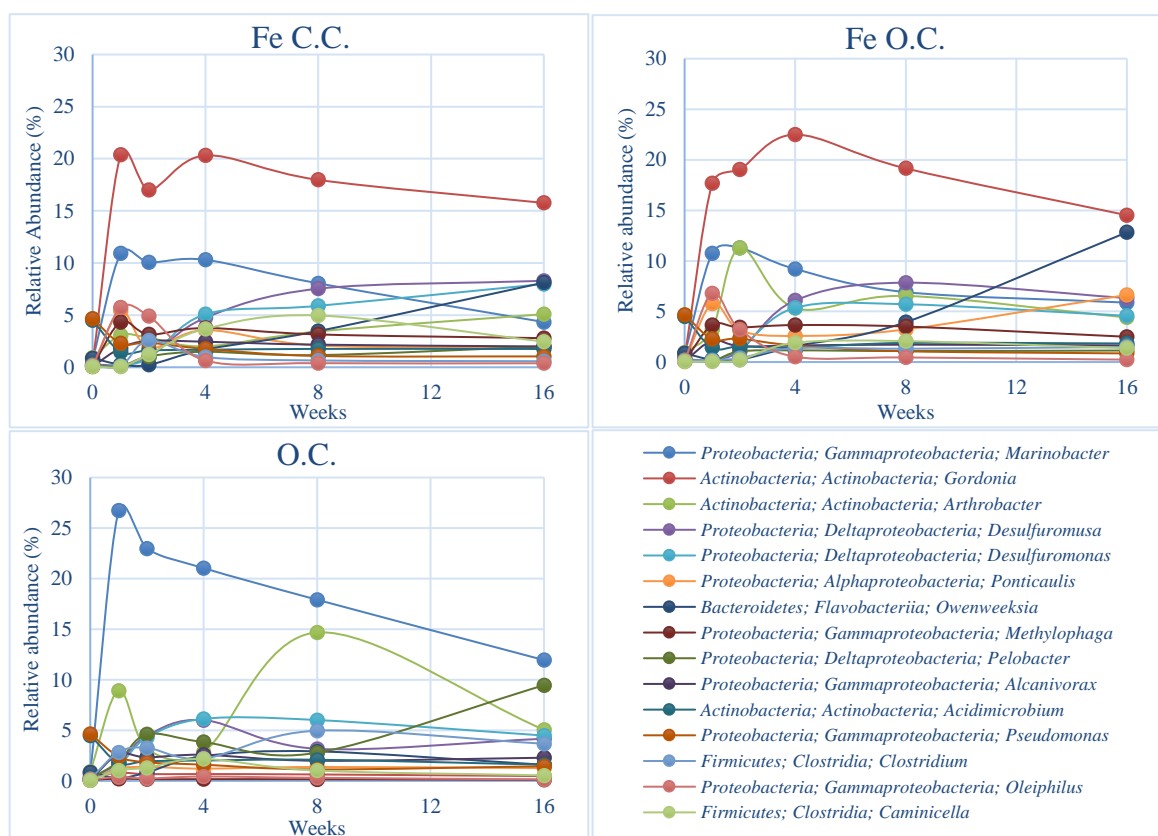 Fe C.C.
30
25
20
15
10
5
0
Relative Abundance (%)
0 4 8 12 16
Weeks
Fe O.C.
30
25
20
15
10
5
0
Relative abundance (%)
0 4 8 12 16
Weeks
O.C.
30
25
20
15
10
5
0
Relative abundance (%)
0 4 8 12 16
Weeks
Proteobacteria; Gammaproteobacteria; Marinobacter
Actinobacteria; Actinobacteria; Gordonia
Actinobacteria; Actinobacteria; Arthrobacter
Proteobacteria; Deltaproteobacteria; Desulfuromusa
Proteobacteria; Deltaproteobacteria; Desulfuromonas
Proteobacteria; Alphaproteobacteria; Ponticaulis
Bacteroidetes; Flavobacteriia; Owenweeksia
Proteobacteria; Gammaproteobacteria; Methylophaga
Proteobacteria; Deltaproteobacteria; Pelobacter
Proteobacteria; Gammaproteobacteria; Alcanivorax
Actinobacteria; Actinobacteria; Acidimicrobium
Proteobacteria; Gammaproteobacteria; Pseudomonas
Firmicutes; Clostridia; Clostridium
Proteobacteria; Gammaproteobacteria; Oleiphilus
Firmicutes; Clostridia; Caminicella